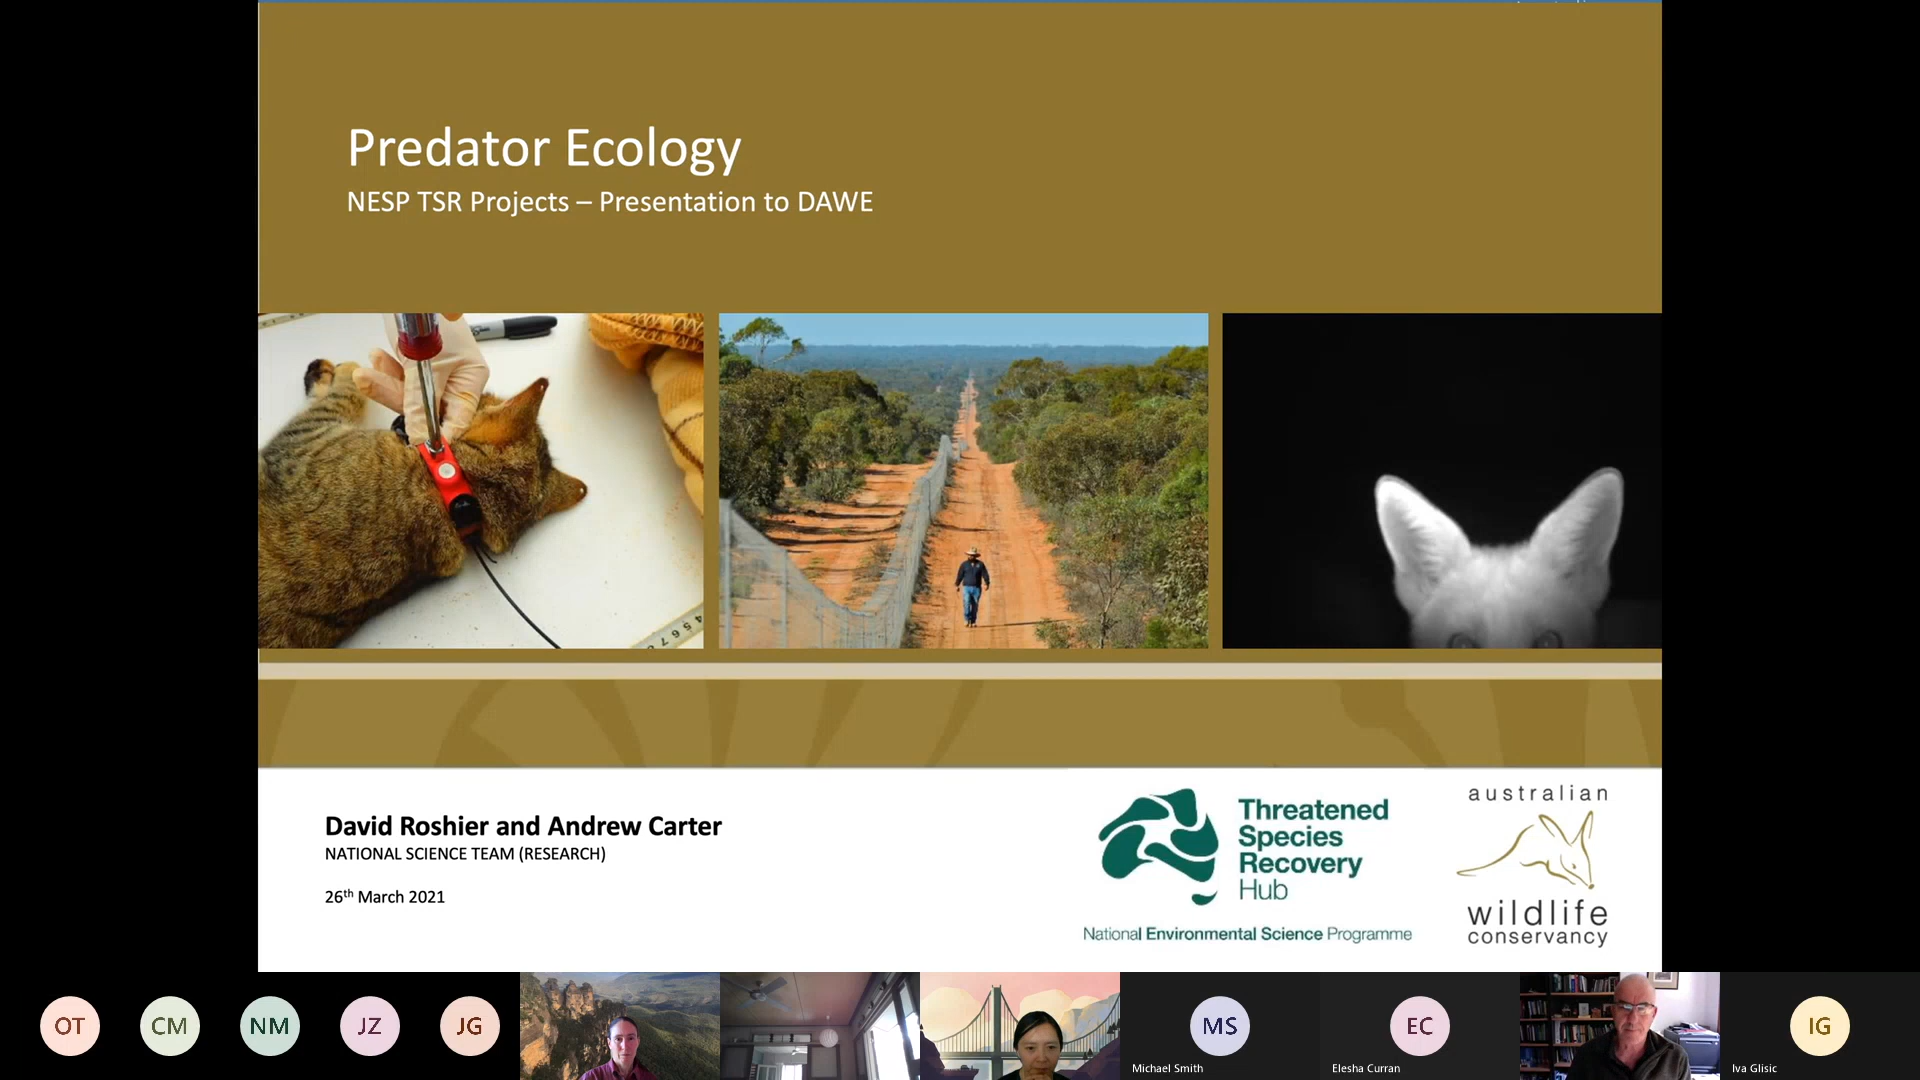 Predator Ecology
NESP TSR Projects – Presentation to DAWE
David Roshier and Andrew Carter
NATIONAL SCIENCE TEAM (RESEARCH)
26th March 2021
Threatened
Species
Recovery
Hub
National Environmental Science Programme
australian
wildlife
conservancy
OT
CM
NM
JZ
JG
MS
Michael Smith
EC
Elesha Curran
IG
Iva Glisic